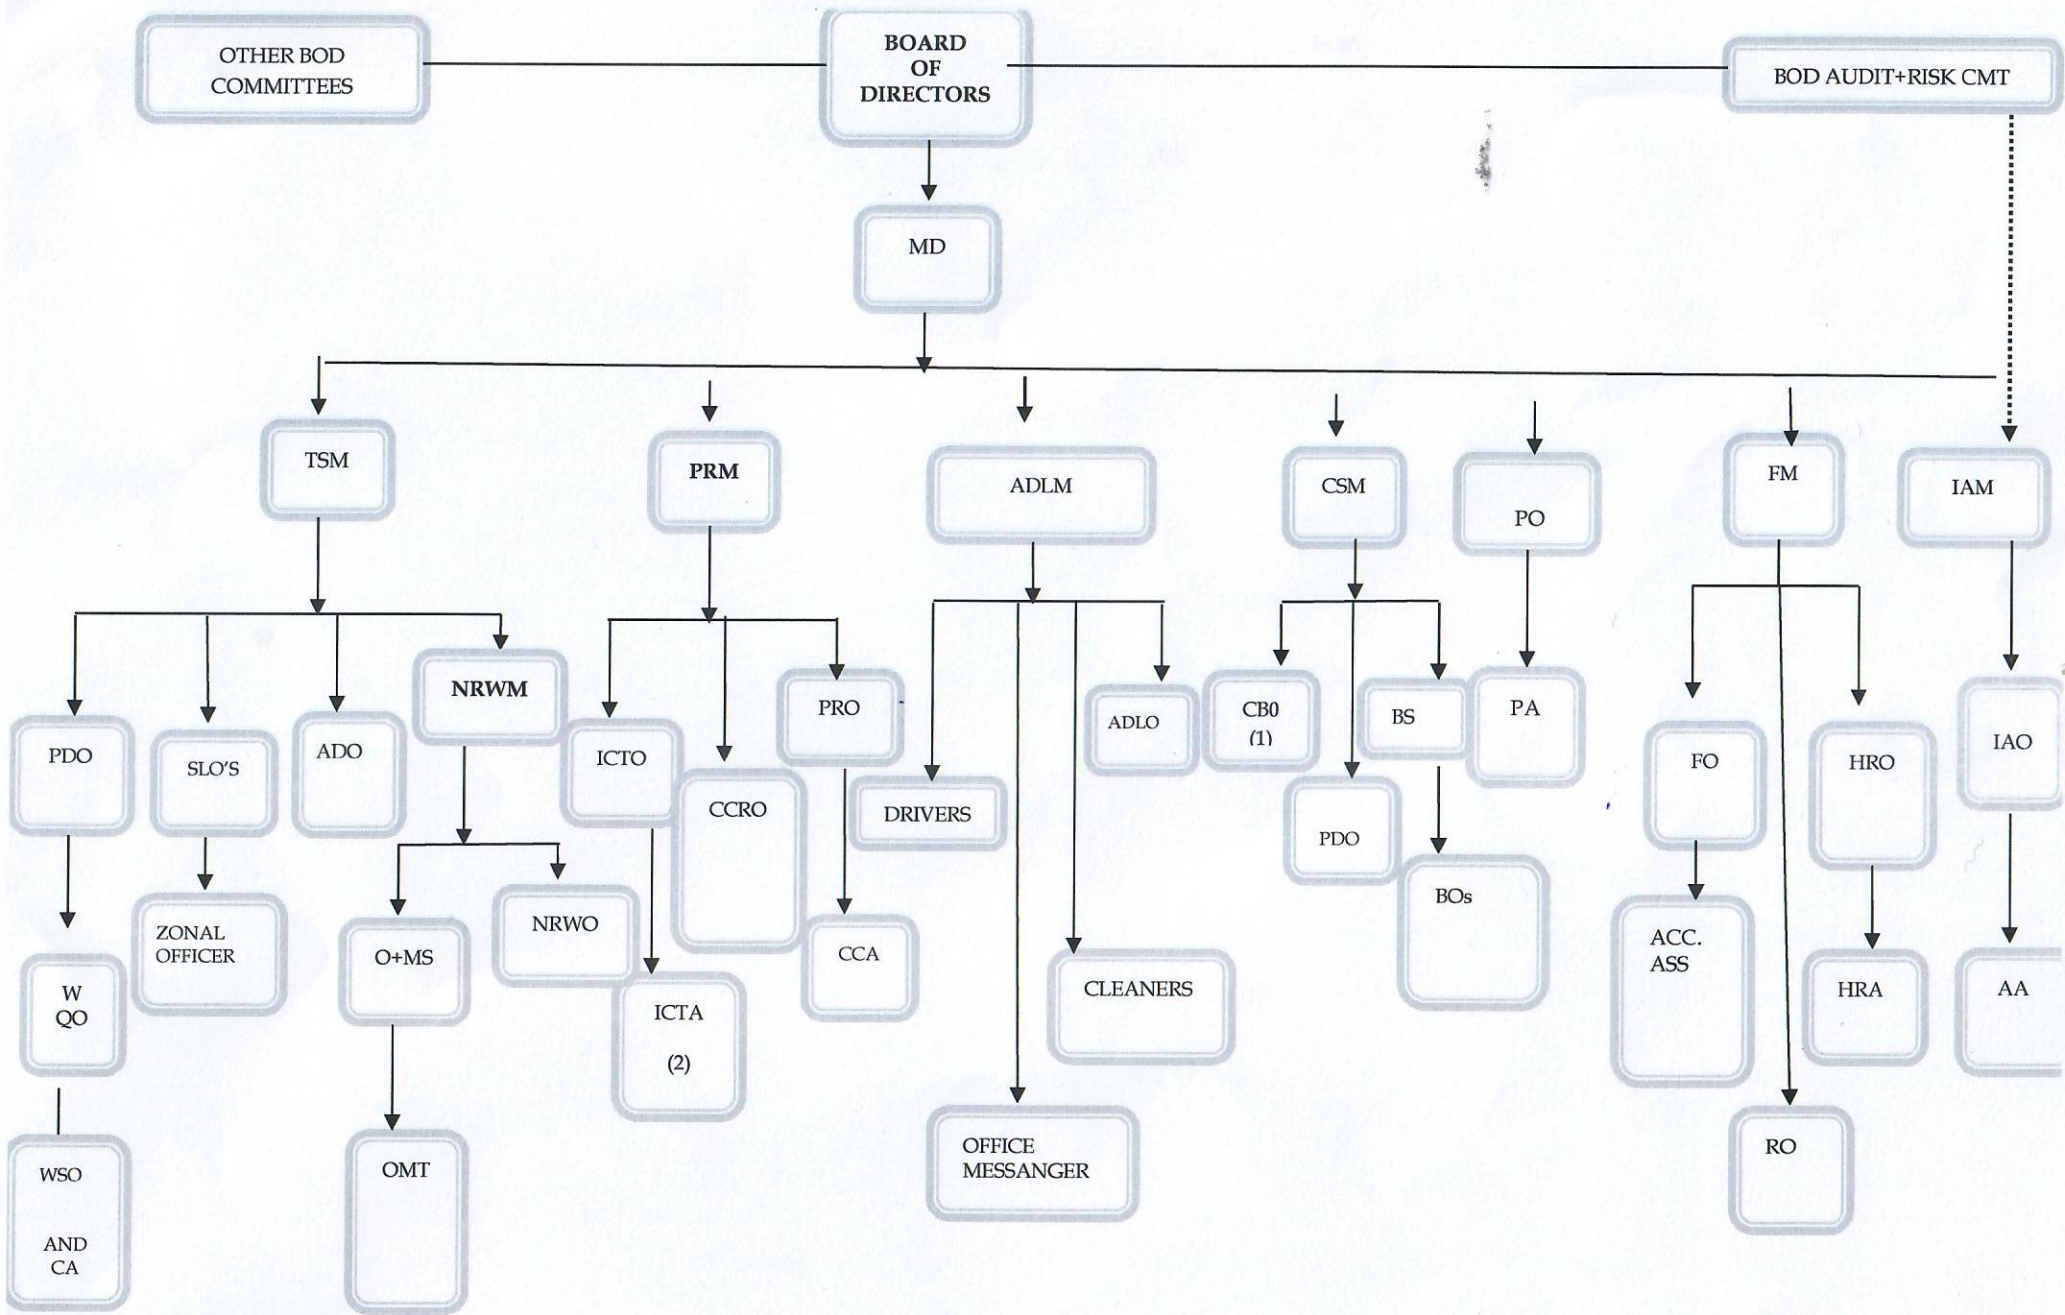 OTHER BOD
COMMITTEES
BOARD
OF
DIRECTORS
BOD AUDIT+RISK CMT
MD
TSM
PRM
ADLM
CSM
PO
FM
IAM
PDO
SLO'S
ADO
NRWM
ICTO
CCRO
PRO
DRIVERS
ADLO
CB0
(1)
PDO
BS
PA
FO
HRO
IAO
W
QO
ZONAL
OFFICER
O+MS
NRWO
ICTA
(2)
CCA
CLEANERS
BOs
ACC.
ASS
HRA
AA
WSO
AND
CA
OMT
OFFICE
MESSANGER
RO